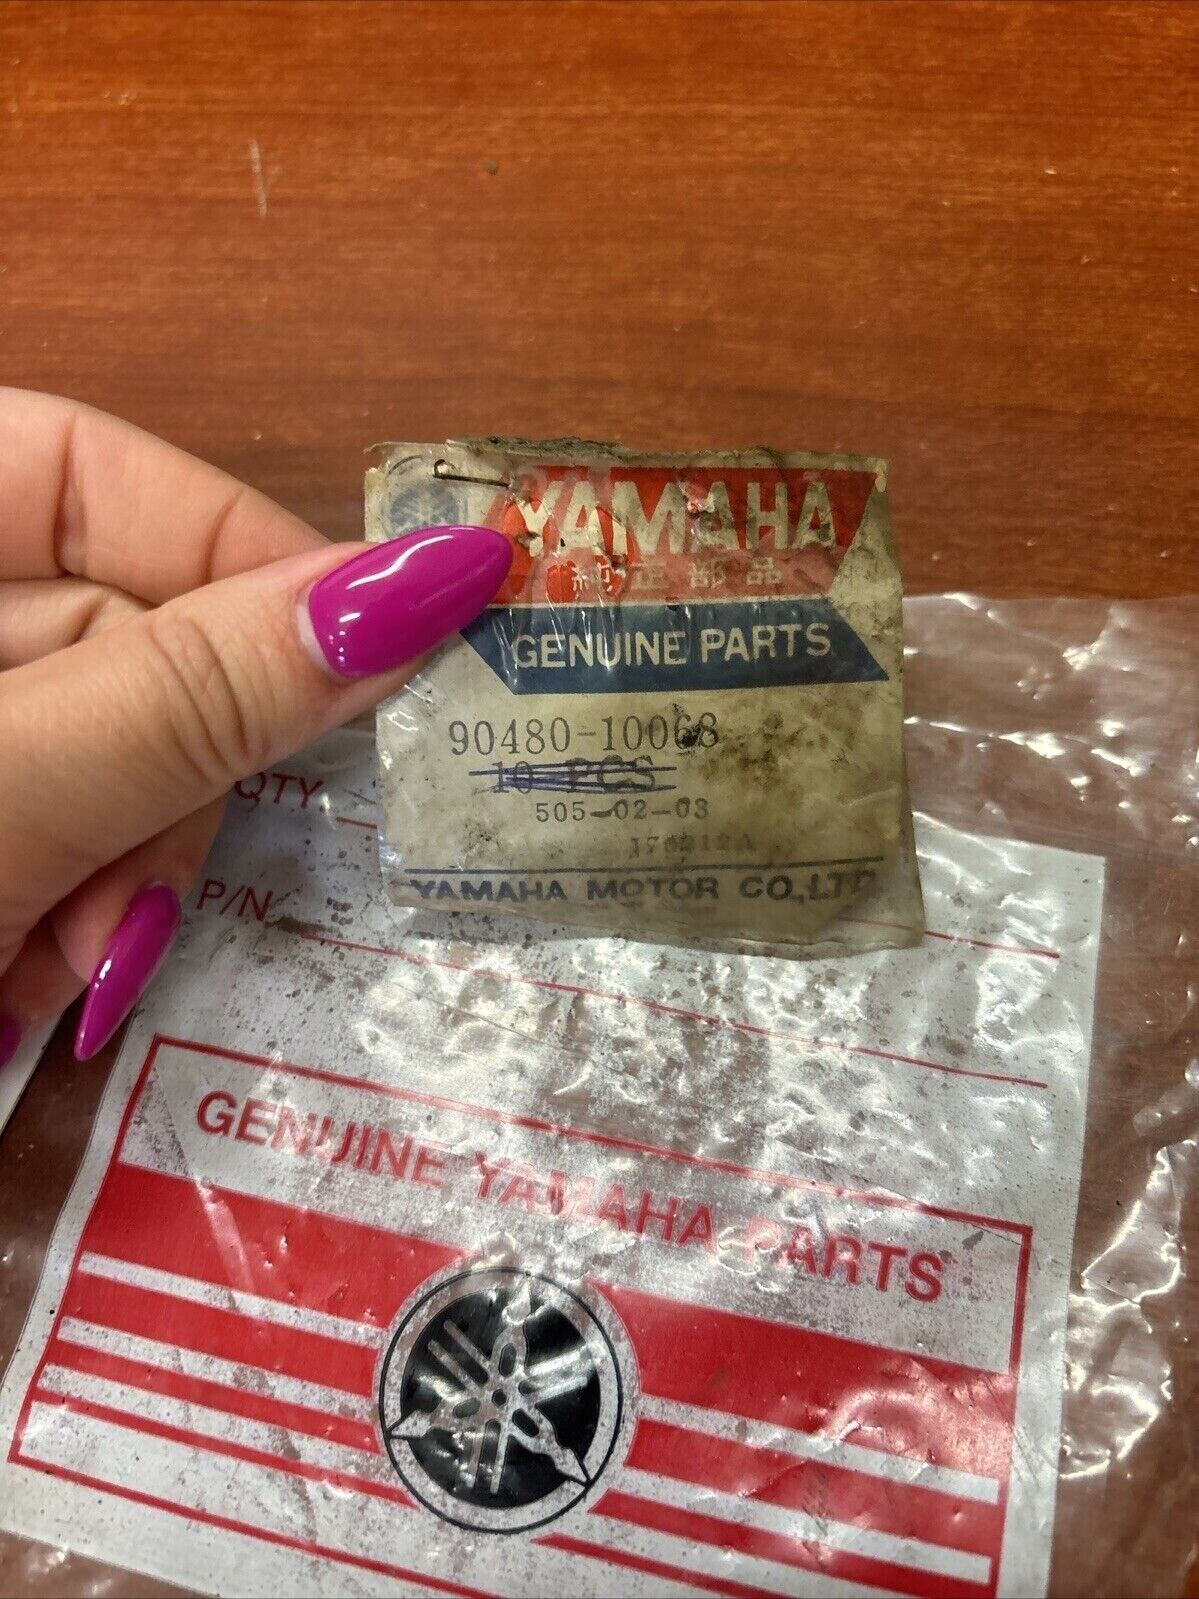 YAMAHA
純正部品
GENUINE PARTS
90480-10068
10 PCS
505-02-03
170212A
YAMAHA MOTOR CO.,LTD.
QTY
P/N
GENUINE YAMAHA PARTS